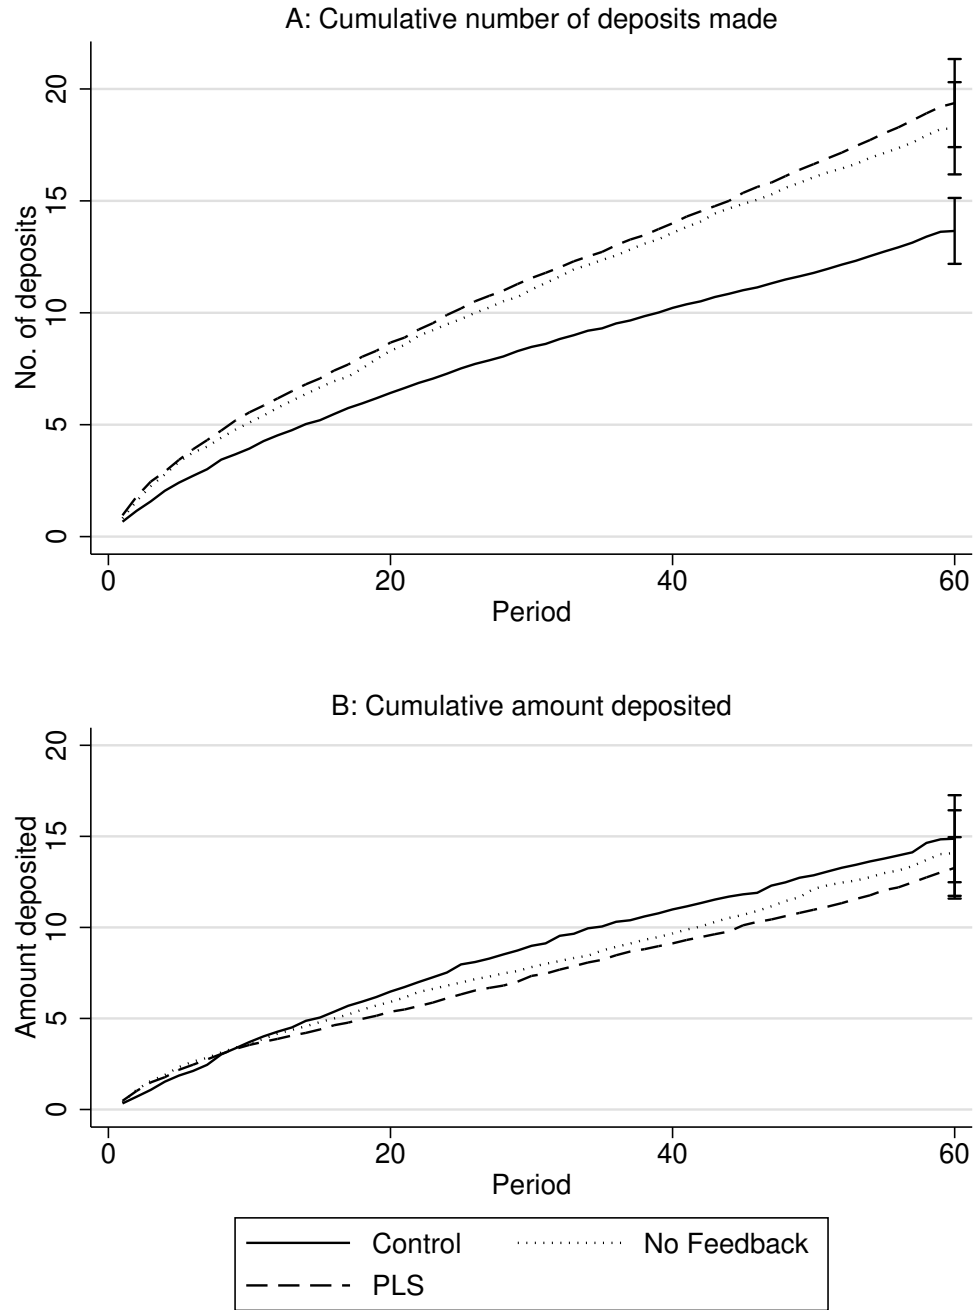 A: Cumulative number of deposits made
No. of deposits
20
15
10
5
0
0 20 40 60
Period
B: Cumulative amount deposited
Amount deposited
20
15
10
5
0
0 20 40 60
Period
Control No Feedback
PLS